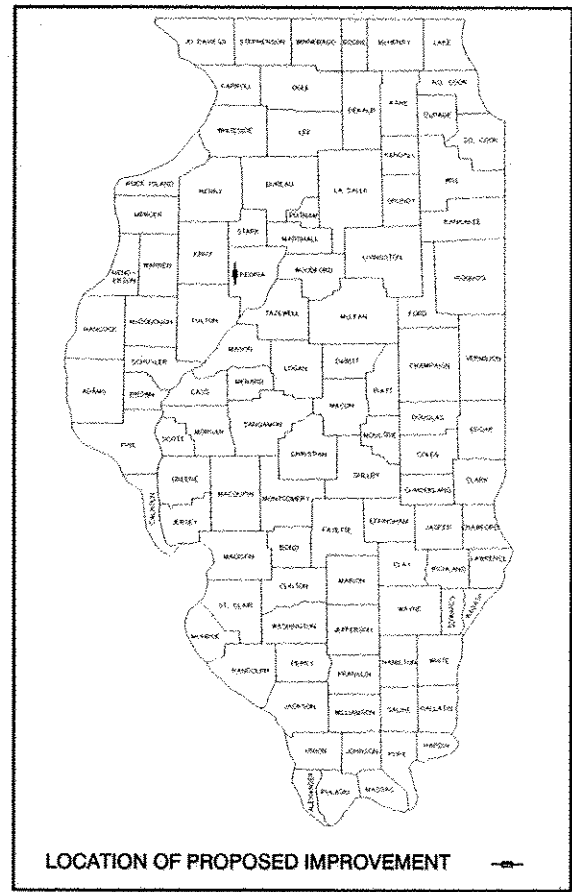 JO DAVIESS STEPHENSON WINNEBAGO BOONE McHENRY LAKE
CARROLL OGLE DEKALB KANE NO. COOK
DUPAGE SO. COOK
WHITESIDE LEE KENDALL WILL
ROCK ISLAND HENRY BUREAU LA SALLE GRUNDY
MERCER PUTNAM KANKAKEE
STARK MARSHALL
HENDERSON WARREN KNOX PEORIA WOODFORD LIVINGSTON IROQUOIS
HANCOCK McDONOUGH FULTON TAZEWELL McLEAN FORD
SCHUYLER MASON
ADAMS BROWN CASS MENARD LOGAN DEWITT PIATT CHAMPAIGN VERMILION
MACON
PIKE SCOTT MORGAN SANGAMON CHRISTIAN MOULTRIE DOUGLAS EDGAR
COLES
CALHOUN GREENE MACOUPIN MONTGOMERY SHELBY CUMBERLAND CLARK
JERSEY FAYETTE EFFINGHAM JASPER CRAWFORD
MADISON BOND CLAY RICHLAND LAWRENCE
CLINTON MARION
ST. CLAIR WASHINGTON JEFFERSON WAYNE EDWARDS WABASH
MONROE
RANDOLPH PERRY FRANKLIN HAMILTON WHITE
JACKSON WILLIAMSON SALINE GALLATIN
UNION JOHNSON POPE HARDIN
ALEXANDER PULASKI MASSAC
LOCATION OF PROPOSED IMPROVEMENT